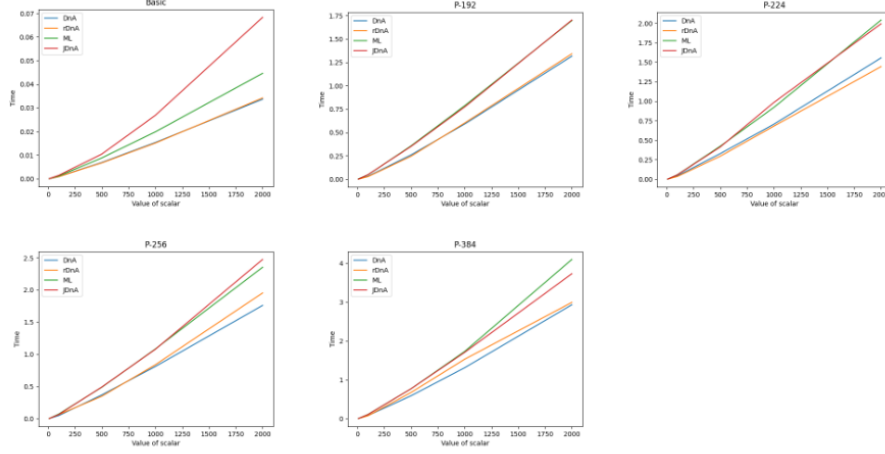 Basic
0.07
0.06
0.05
0.04
0.03
0.02
0.01
0.00
Time
DnA
rDnA
ML
JDnA
0 250 500 750 1000 1250 1500 1750 2000
Value of scalar
P-192
1.75
1.50
1.25
1.00
0.75
0.50
0.25
0.00
Time
DnA
rDnA
ML
JDnA
0 250 500 750 1000 1250 1500 1750 2000
Value of scalar
P-224
2.00
1.75
1.50
1.25
1.00
0.75
0.50
0.25
0.00
Time
DnA
rDnA
ML
JDnA
0 250 500 750 1000 1250 1500 1750 2000
Value of scalar
P-256
2.5
2.0
1.5
1.0
0.5
0.0
Time
DnA
rDnA
ML
JDnA
0 250 500 750 1000 1250 1500 1750 2000
Value of scalar
P-384
4
3
2
1
0
Time
DnA
rDnA
ML
JDnA
0 250 500 750 1000 1250 1500 1750 2000
Value of scalar